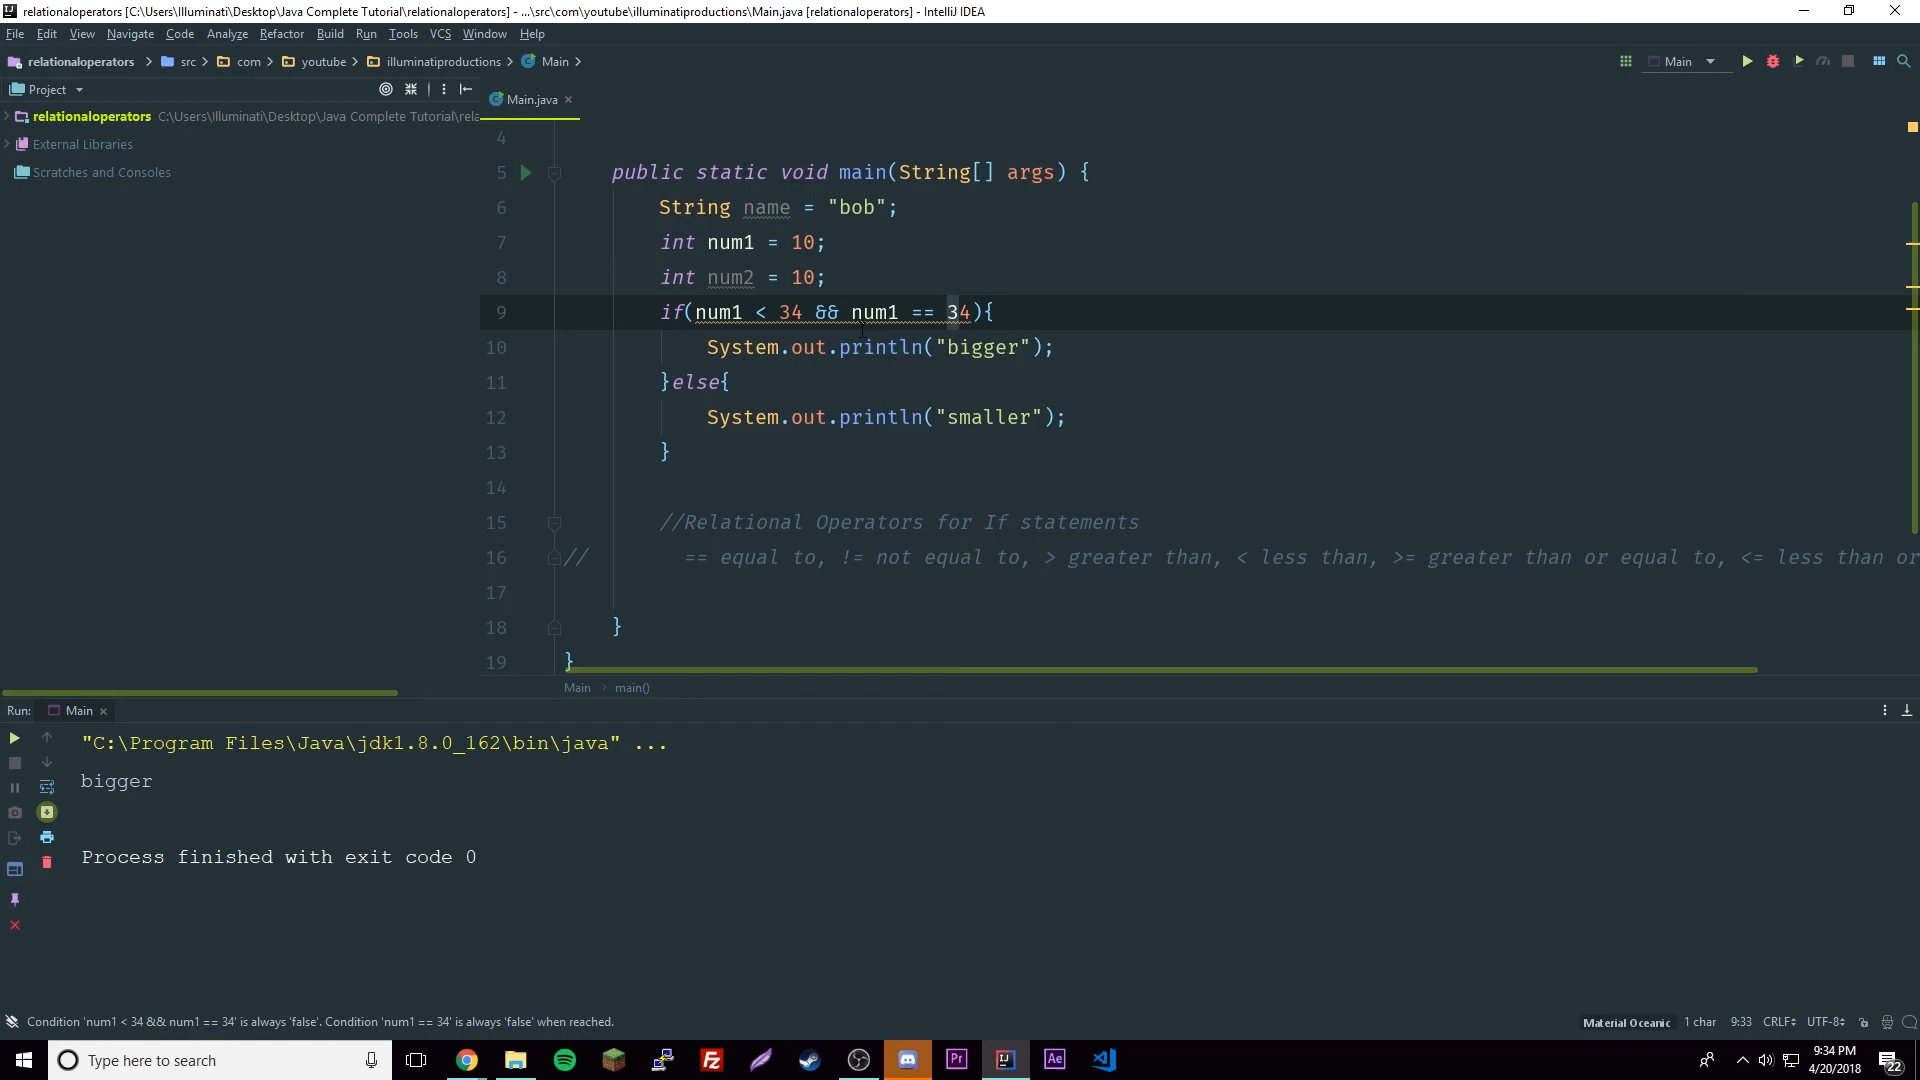 relationaloperators [C:\Users\Illuminati\Desktop\Java Complete Tutorial\relationaloperators] - ...\src\com\youtube\illuminatiproductions\Main.java [relationaloperators] - IntelliJ IDEA
File Edit View Navigate Code Analyze Refactor Build Run Tools VCS Window Help
relationaloperators src com youtube illuminatiproductions Main
Main
Project
Main.java
relationaloperators C:\Users\Illuminati\Desktop\Java Complete Tutorial\rela
External Libraries
Scratches and Consoles
4
5 public static void main(String[] args) {
6 String name = "bob";
7 int num1 = 10;
8 int num2 = 10;
9 if(num1 < 34 && num1 == 34){
10 System.out.println("bigger");
11 }else{
12 System.out.println("smaller");
13 }
14
15 //Relational Operators for If statements
16 // == equal to, != not equal to, > greater than, < less than, >= greater than or equal to, <= less than or
17
18 }
19 }
Main main()
Run: Main
"C:\Program Files\Java\jdk1.8.0_162\bin\java" ...
bigger
Process finished with exit code 0
Condition 'num1 < 34 && num1 == 34' is always 'false'. Condition 'num1 == 34' is always 'false' when reached.
Material Oceanic 1 char 9:33 CRLF UTF-8
Type here to search
Fz
Pr
IJ
Ae
9:34 PM
4/20/2018
22